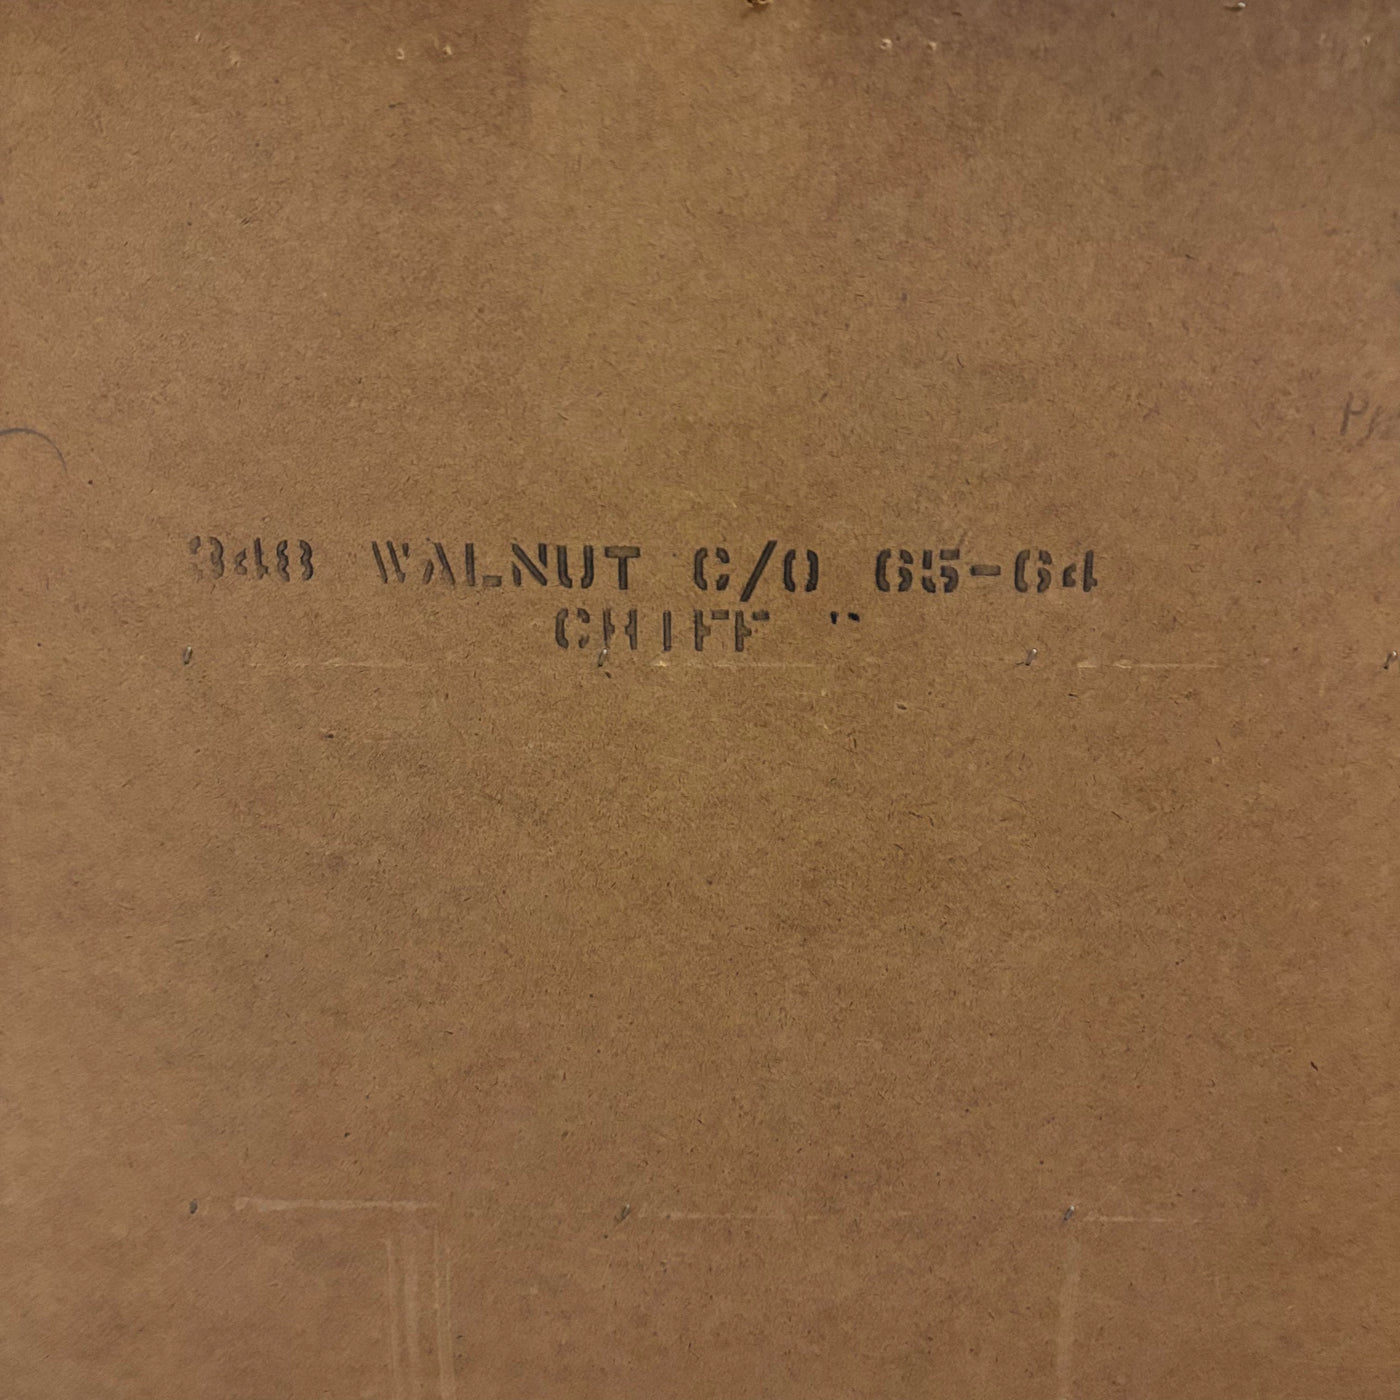 348 WALNUT C/O 65-64
CHIFF "